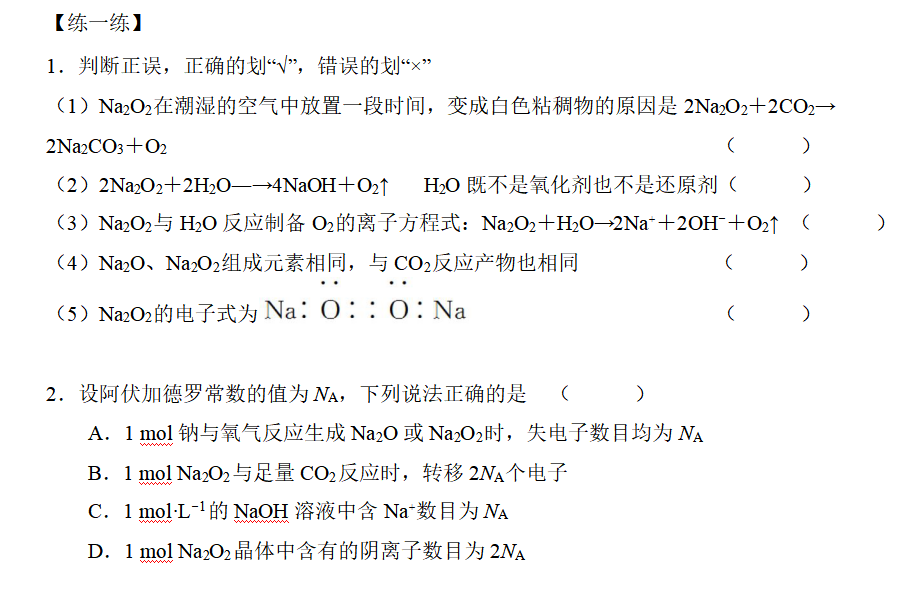 【练一练】
1．判断正误，正确的划“√”，错误的划“×”
（1）Na₂O₂在潮湿的空气中放置一段时间，变成白色粘稠物的原因是 2Na₂O₂＋2CO₂→
2Na₂CO₃＋O₂ （ ）
（2）2Na₂O₂＋2H₂O—→4NaOH＋O₂↑ H₂O 既不是氧化剂也不是还原剂（ ）
（3）Na₂O₂与 H₂O 反应制备 O₂的离子方程式：Na₂O₂＋H₂O→2Na⁺＋2OH⁻＋O₂↑ （ ）
（4）Na₂O、Na₂O₂组成元素相同，与 CO₂反应产物也相同 （ ）
（5）Na₂O₂的电子式为 Na∶O∶∶O∶Na （ ）
2．设阿伏加德罗常数的值为 Nᴀ，下列说法正确的是 （ ）
A．1 mol 钠与氧气反应生成 Na₂O 或 Na₂O₂时，失电子数目均为 Nᴀ
B．1 mol Na₂O₂与足量 CO₂反应时，转移 2Nᴀ个电子
C．1 mol·L⁻¹的 NaOH 溶液中含 Na⁺数目为 Nᴀ
D．1 mol Na₂O₂晶体中含有的阴离子数目为 2Nᴀ